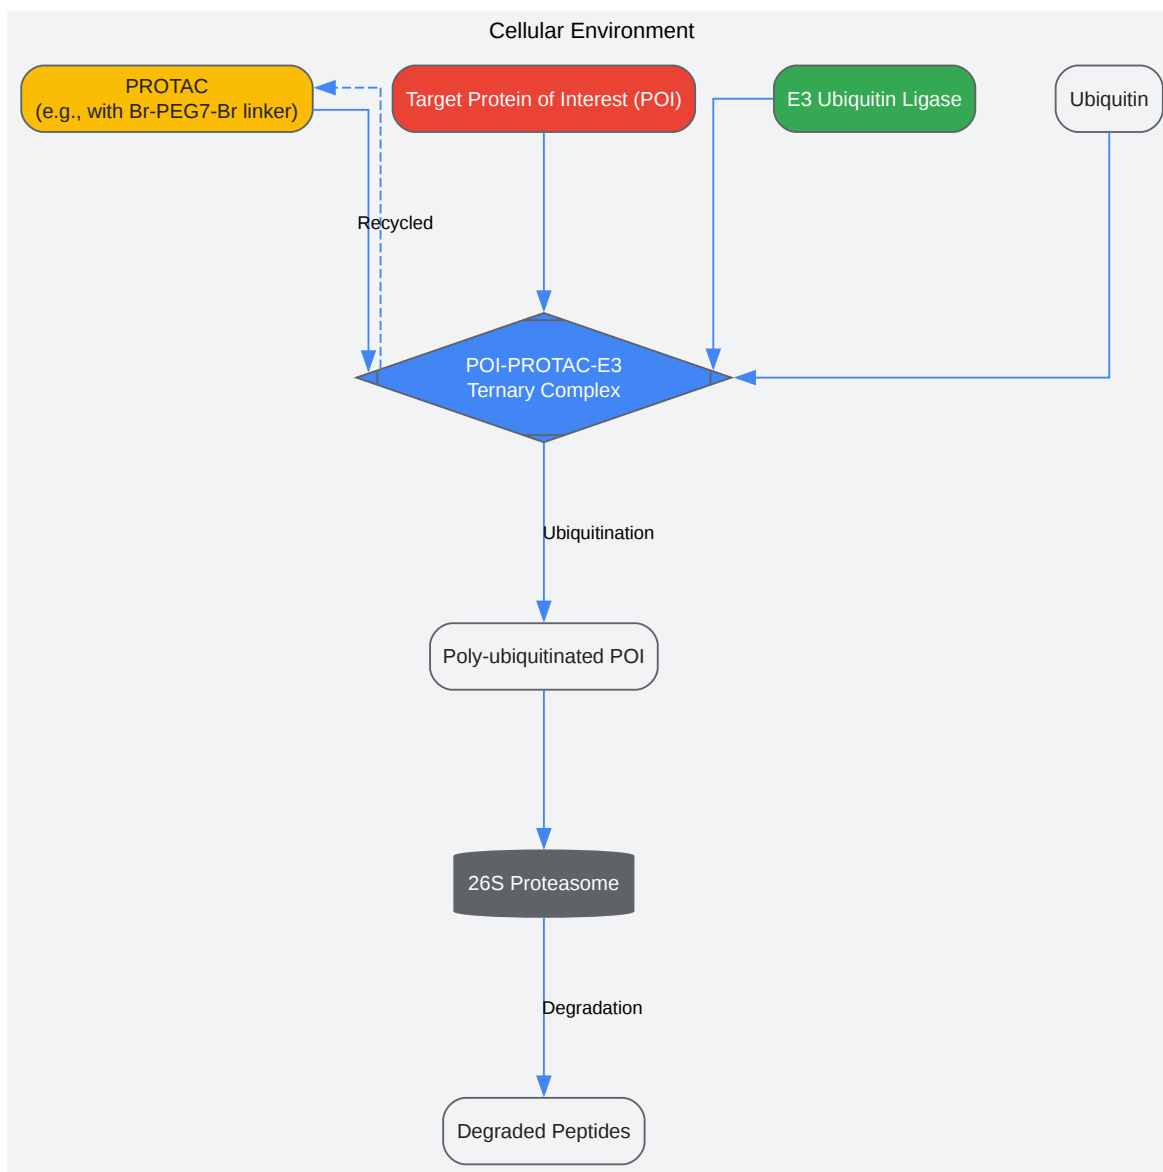 Cellular Environment
PROTAC
(e.g., with Br-PEG7-Br linker)
Target Protein of Interest (POI)
E3 Ubiquitin Ligase
Ubiquitin
Recycled
POI-PROTAC-E3
Ternary Complex
Ubiquitination
Poly-ubiquitinated POI
26S Proteasome
Degradation
Degraded Peptides